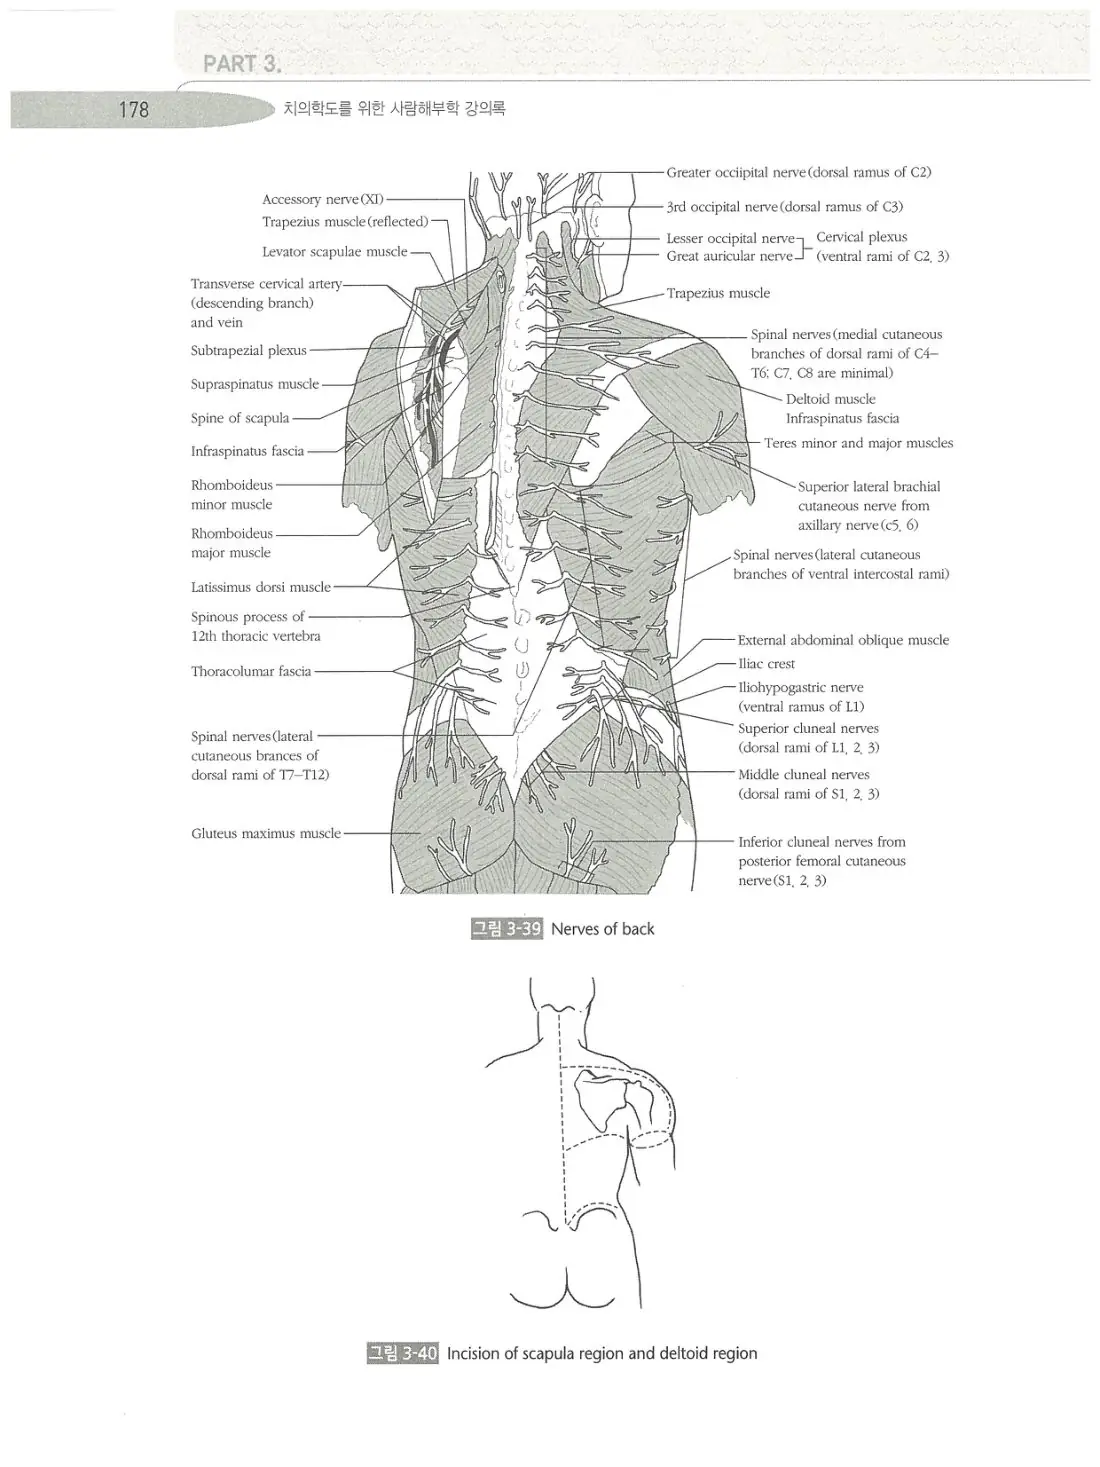 PART 3.
178
치의학도를 위한 사람해부학 강의록
Accessory nerve(XI)
Trapezius muscle(reflected)
Levator scapulae muscle
Transverse cervical artery
(descending branch)
and vein
Subtrapezial plexus
Supraspinatus muscle
Spine of scapula
Infraspinatus fascia
Rhomboideus
minor muscle
Rhomboideus
major muscle
Latissimus dorsi muscle
Spinous process of
12th thoracic vertebra
Thoracolumar fascia
Spinal nerves(lateral
cutaneous brances of
dorsal rami of T7–T12)
Gluteus maximus muscle
Greater occiipital nerve(dorsal ramus of C2)
3rd occipital nerve(dorsal ramus of C3)
Lesser occipital nerve
Great auricular nerve
Cervical plexus
(ventral rami of C2, 3)
Trapezius muscle
Spinal nerves(medial cutaneous
branches of dorsal rami of C4–
T6: C7, C8 are minimal)
Deltoid muscle
Infraspinatus fascia
Teres minor and major muscles
Superior lateral brachial
cutaneous nerve from
axillary nerve(c5, 6)
Spinal nerves(lateral cutaneous
branches of ventral intercostal rami)
External abdominal oblique muscle
Iliac crest
Iliohypogastric nerve
(ventral ramus of L1)
Superior cluneal nerves
(dorsal rami of L1, 2, 3)
Middle cluneal nerves
(dorsal rami of S1, 2, 3)
Inferior cluneal nerves from
posterior femoral cutaneous
nerve(S1, 2, 3)
그림 3-39 Nerves of back
그림 3-40 Incision of scapula region and deltoid region